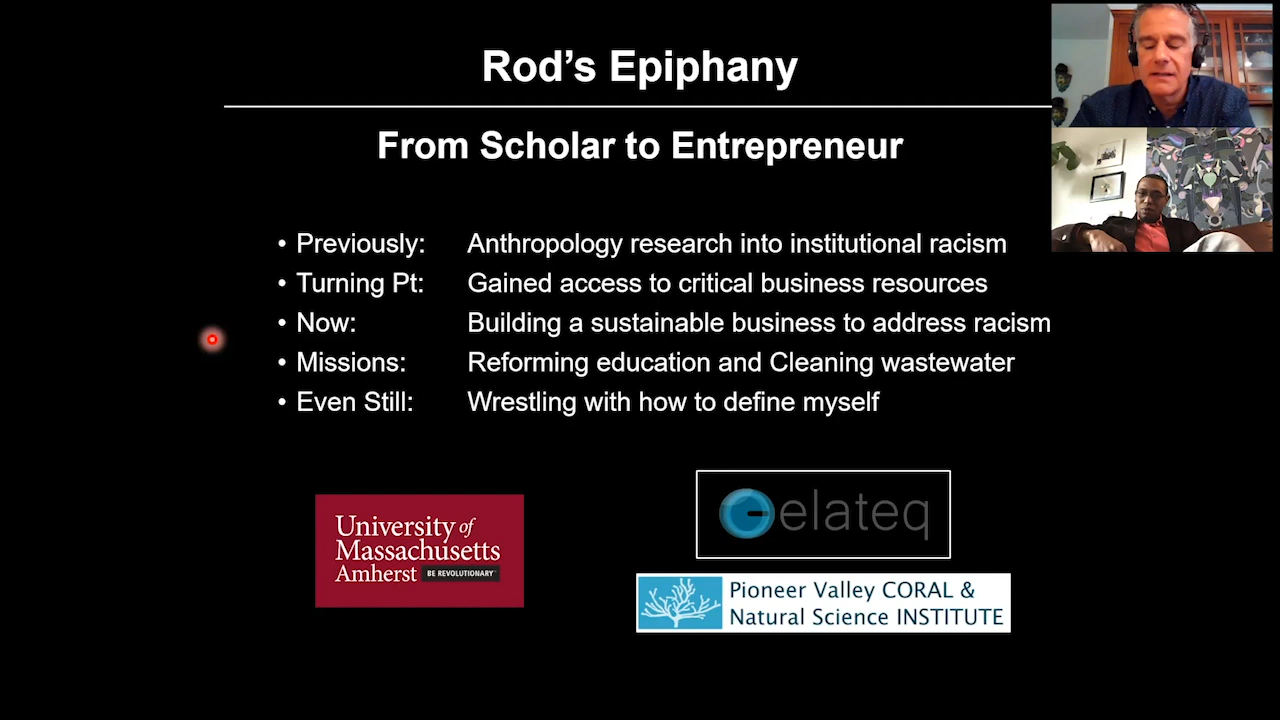 Rod's Epiphany
From Scholar to Entrepreneur
• Previously: Anthropology research into institutional racism
• Turning Pt: Gained access to critical business resources
• Now: Building a sustainable business to address racism
• Missions: Reforming education and Cleaning wastewater
• Even Still: Wrestling with how to define myself
University of
Massachusetts
Amherst BE REVOLUTIONARY™
elateq
Pioneer Valley CORAL &
Natural Science INSTITUTE